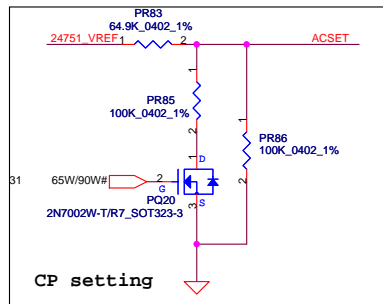 PR83
64.9K_0402_1%
24751_VREF 1 2 ACSET
1
PR85
100K_0402_1%
2
1
PR86
100K_0402_1%
2
1 D
31 65W/90W# 2 G
PQ20
3 S
2N7002W-T/R7_SOT323-3
CP setting